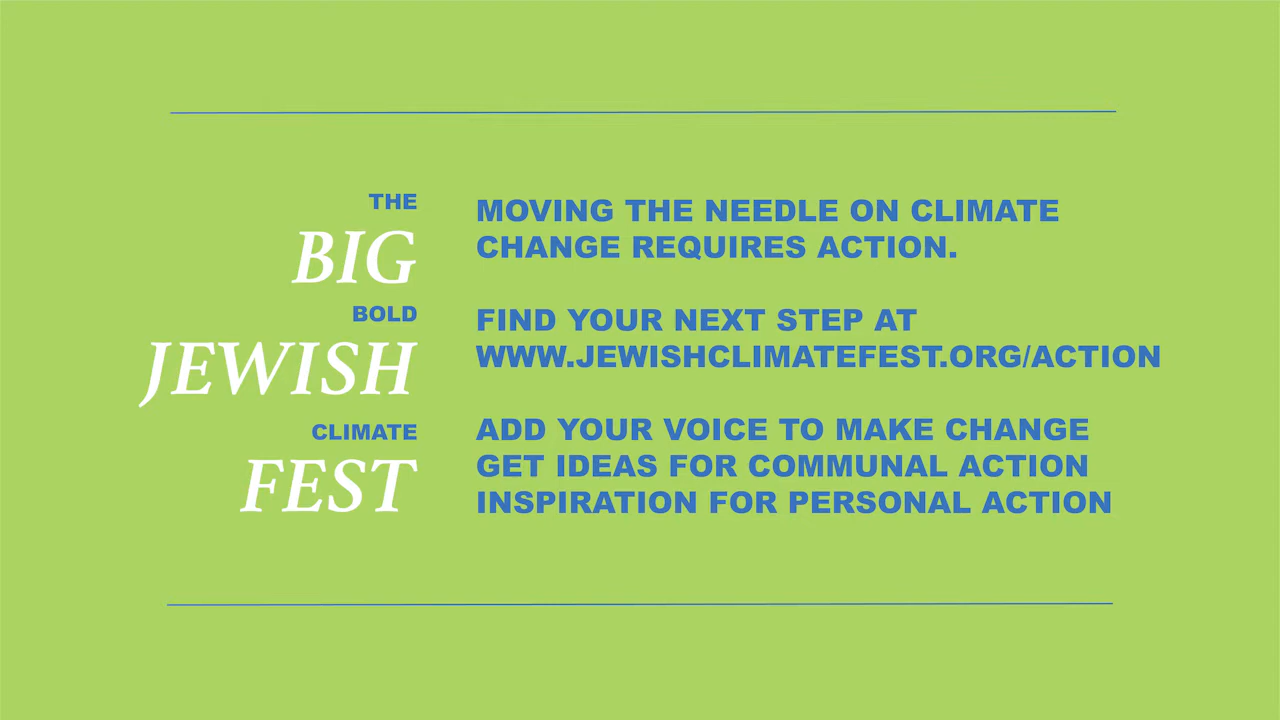 THE
BIG
BOLD
JEWISH
CLIMATE
FEST
MOVING THE NEEDLE ON CLIMATE
CHANGE REQUIRES ACTION.
FIND YOUR NEXT STEP AT
WWW.JEWISHCLIMATEFEST.ORG/ACTION
ADD YOUR VOICE TO MAKE CHANGE
GET IDEAS FOR COMMUNAL ACTION
INSPIRATION FOR PERSONAL ACTION